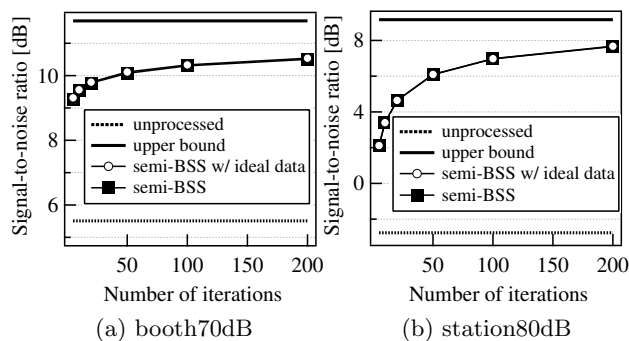 Signal-to-noise ratio [dB]
10
8
6
unprocessed
upper bound
semi-BSS w/ ideal data
semi-BSS
50 100 150 200
Number of iterations
(a) booth70dB
Signal-to-noise ratio [dB]
8
4
0
unprocessed
upper bound
semi-BSS w/ ideal data
semi-BSS
50 100 150 200
Number of iterations
(b) station80dB